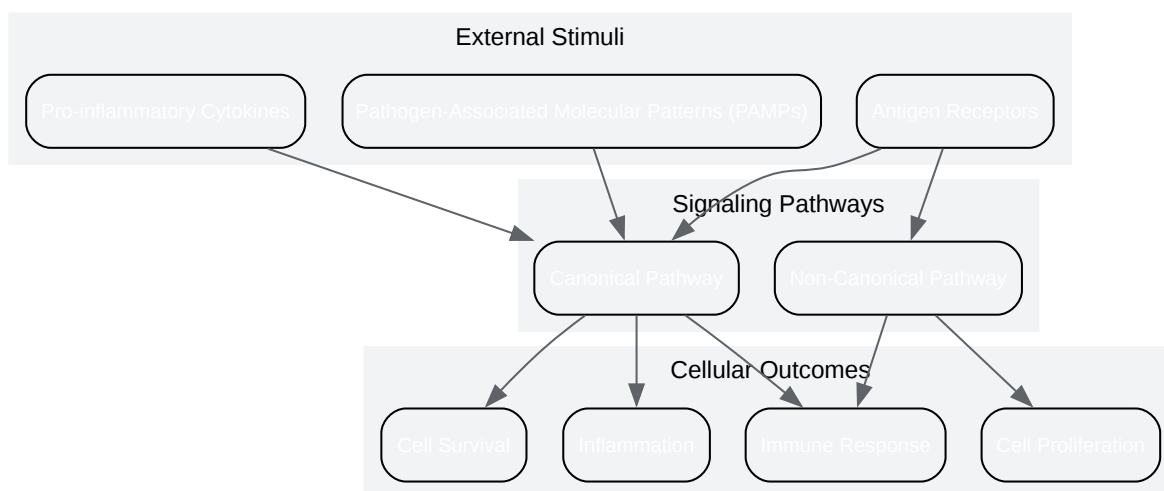 External Stimuli
Pro-inflammatory Cytokines
Pathogen-Associated Molecular Patterns (PAMPs)
Antigen Receptors
Signaling Pathways
Canonical Pathway
Non-Canonical Pathway
Cellular Outcomes
Cell Survival
Inflammation
Immune Response
Cell Proliferation